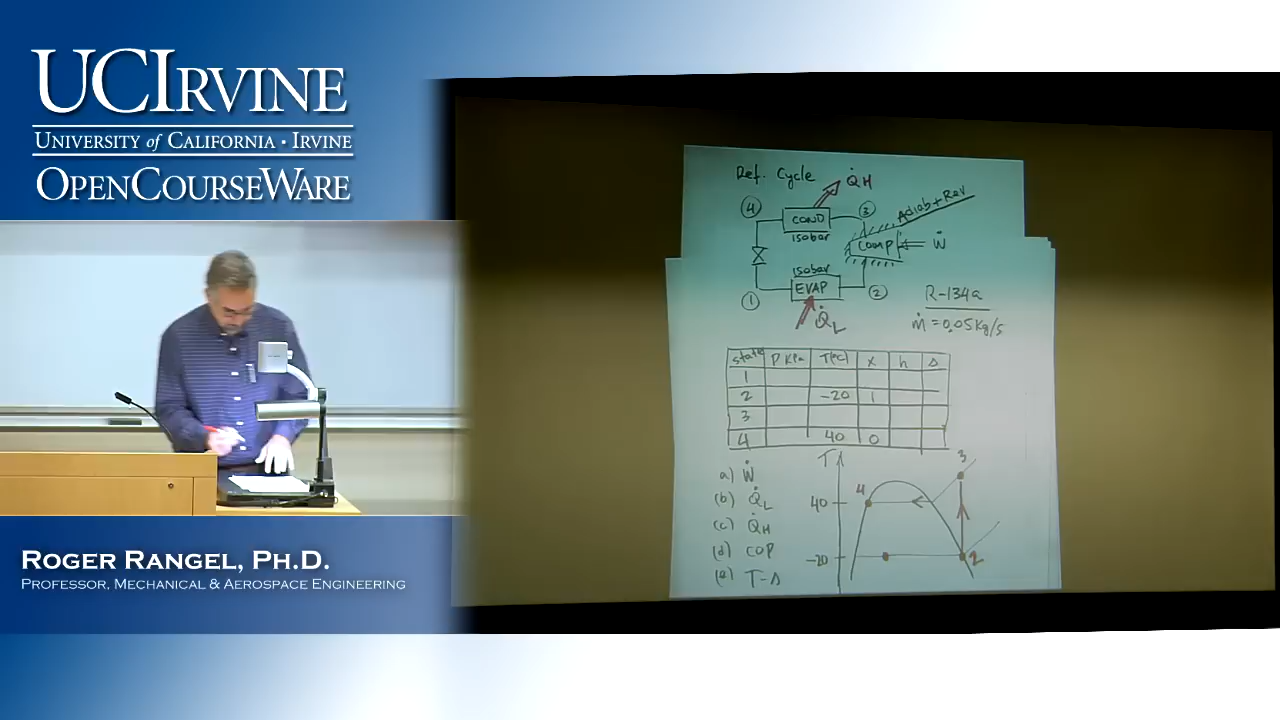 UCIRVINE
UNIVERSITY of CALIFORNIA · IRVINE
OPENCOURSEWARE
ROGER RANGEL, PH.D.
PROFESSOR, MECHANICAL & AEROSPACE ENGINEERING
Ref. Cycle
Q̇H
4
COND
3
Adiab+Rev
isobar
COMP
Ẇ
isobar
EVAP
1
2
Q̇L
R-134a
ṁ = 0.05 Kg/s
state P KPa T(°C) x h s
1
2 -20 1
3
4 40 0
a) Ẇ
(b) Q̇L
(c) Q̇H
(d) COP
(e) T-s
T
3
4
40
-20
2